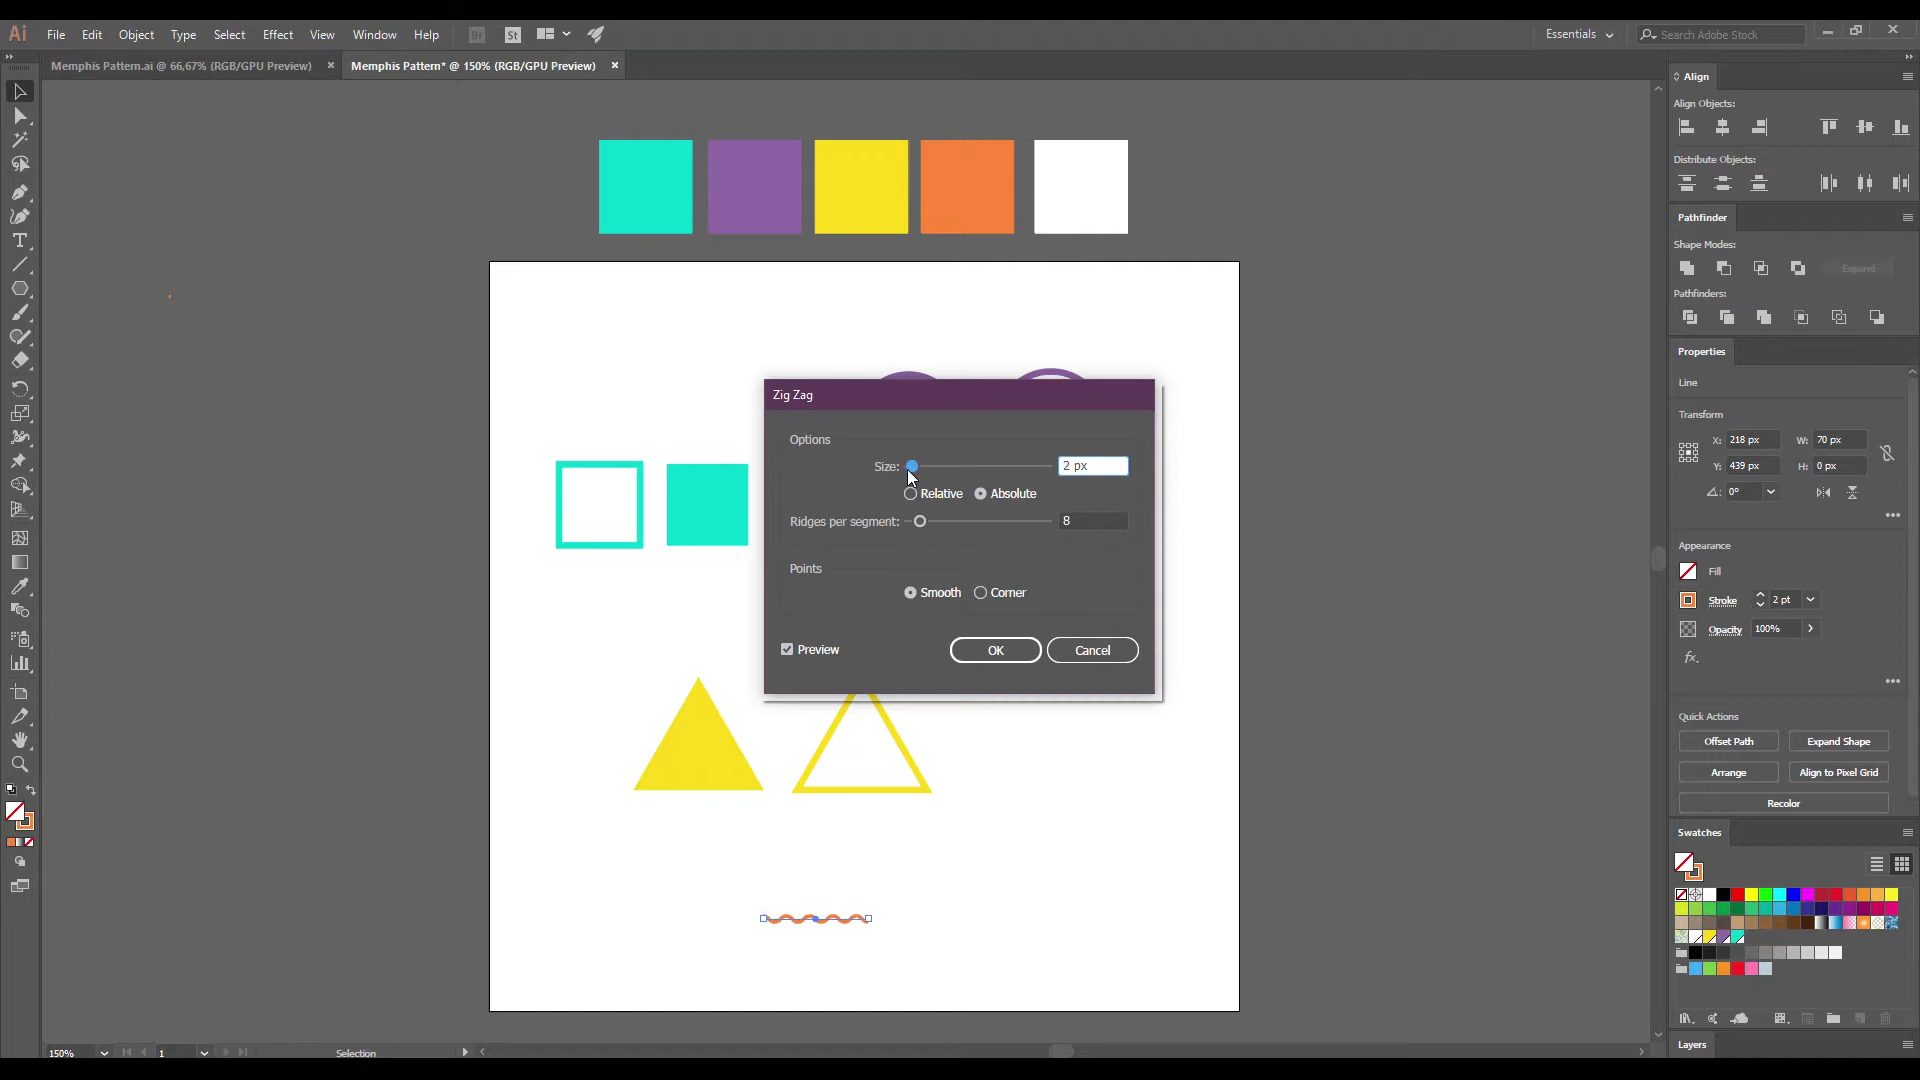 Ai File Edit Object Type Select Effect View Window Help Br St Essentials Search Adobe Stock
Memphis Pattern.ai @ 66,67% (RGB/GPU Preview) × Memphis Pattern* @ 150% (RGB/GPU Preview) ×
Align
Align Objects:
Distribute Objects:
Pathfinder
Shape Modes:
Expand
Pathfinders:
Properties
Line
Transform
X: 218 px W: 70 px
Y: 439 px H: 0 px
0°
Appearance
Fill
Stroke 2 pt
Opacity 100%
fx.
Quick Actions
Offset Path Expand Shape
Arrange Align to Pixel Grid
Recolor
Swatches
Layers
Zig Zag
Options
Size: 2 px
Relative Absolute
Ridges per segment: 8
Points
Smooth Corner
Preview OK Cancel
150% 1 Selection